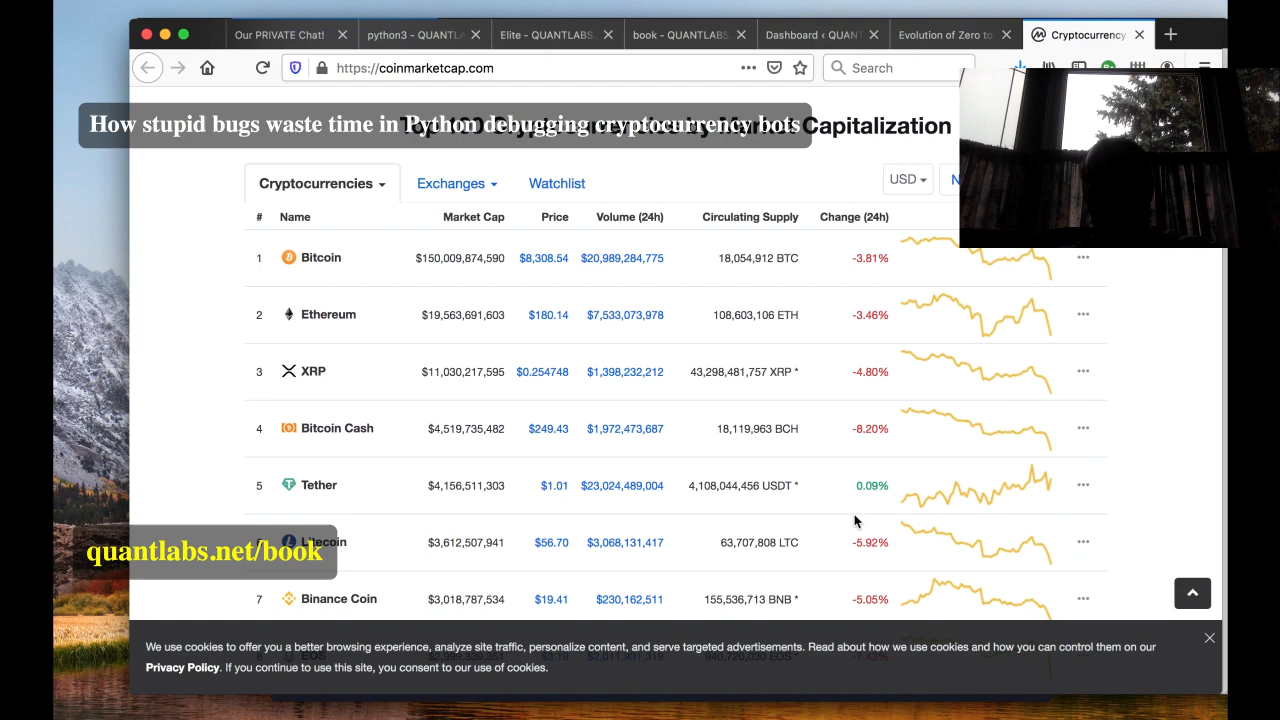 Our PRIVATE Chat!
python3 - QUANTLA
Elite - QUANTLABS.
book - QUANTLABS.
Dashboard ‹ QUANT
Evolution of Zero to
Cryptocurrency
https://coinmarketcap.com
Search
How stupid bugs waste time in Python debugging cryptocurrency bots
Top 100 Cryptocurrencies by Market Capitalization
Cryptocurrencies
Exchanges
Watchlist
USD
N
# Name Market Cap Price Volume (24h) Circulating Supply Change (24h)
1 Bitcoin $150,009,874,590 $8,308.54 $20,989,284,775 18,054,912 BTC -3.81%
2 Ethereum $19,563,691,603 $180.14 $7,533,073,978 108,603,106 ETH -3.46%
3 XRP $11,030,217,595 $0.254748 $1,398,232,212 43,298,481,757 XRP * -4.80%
4 Bitcoin Cash $4,519,735,482 $249.43 $1,972,473,687 18,119,963 BCH -8.20%
5 Tether $4,156,511,303 $1.01 $23,024,489,004 4,108,044,456 USDT * 0.09%
6 Litecoin $3,612,507,941 $56.70 $3,068,131,417 63,707,808 LTC -5.92%
quantlabs.net/book
7 Binance Coin $3,018,787,534 $19.41 $230,162,511 155,536,713 BNB * -5.05%
8 EOS
We use cookies to offer you a better browsing experience, analyze site traffic, personalize content, and serve targeted advertisements. Read about how we use cookies and how you can control them on our
Privacy Policy. If you continue to use this site, you consent to our use of cookies.